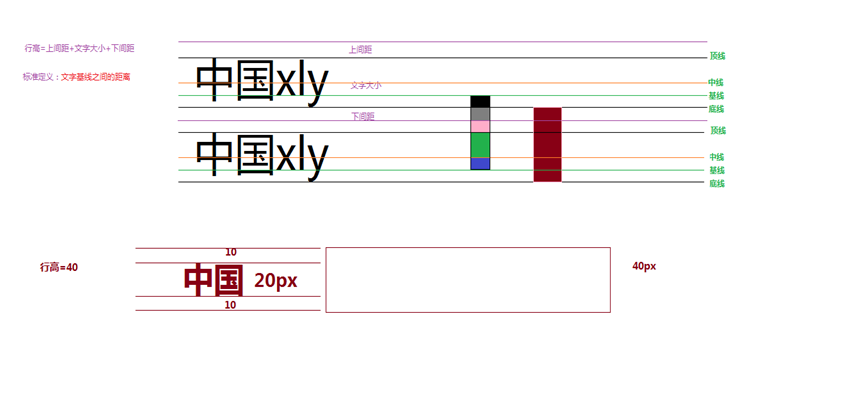 行高=上间距+文字大小+下间距
上间距
顶线
标准定义：文字基线之间的距离
中国xly
文字大小
中线
基线
底线
下间距
顶线
中国xly
中线
基线
底线
行高=40
10
中国 20px
10
40px